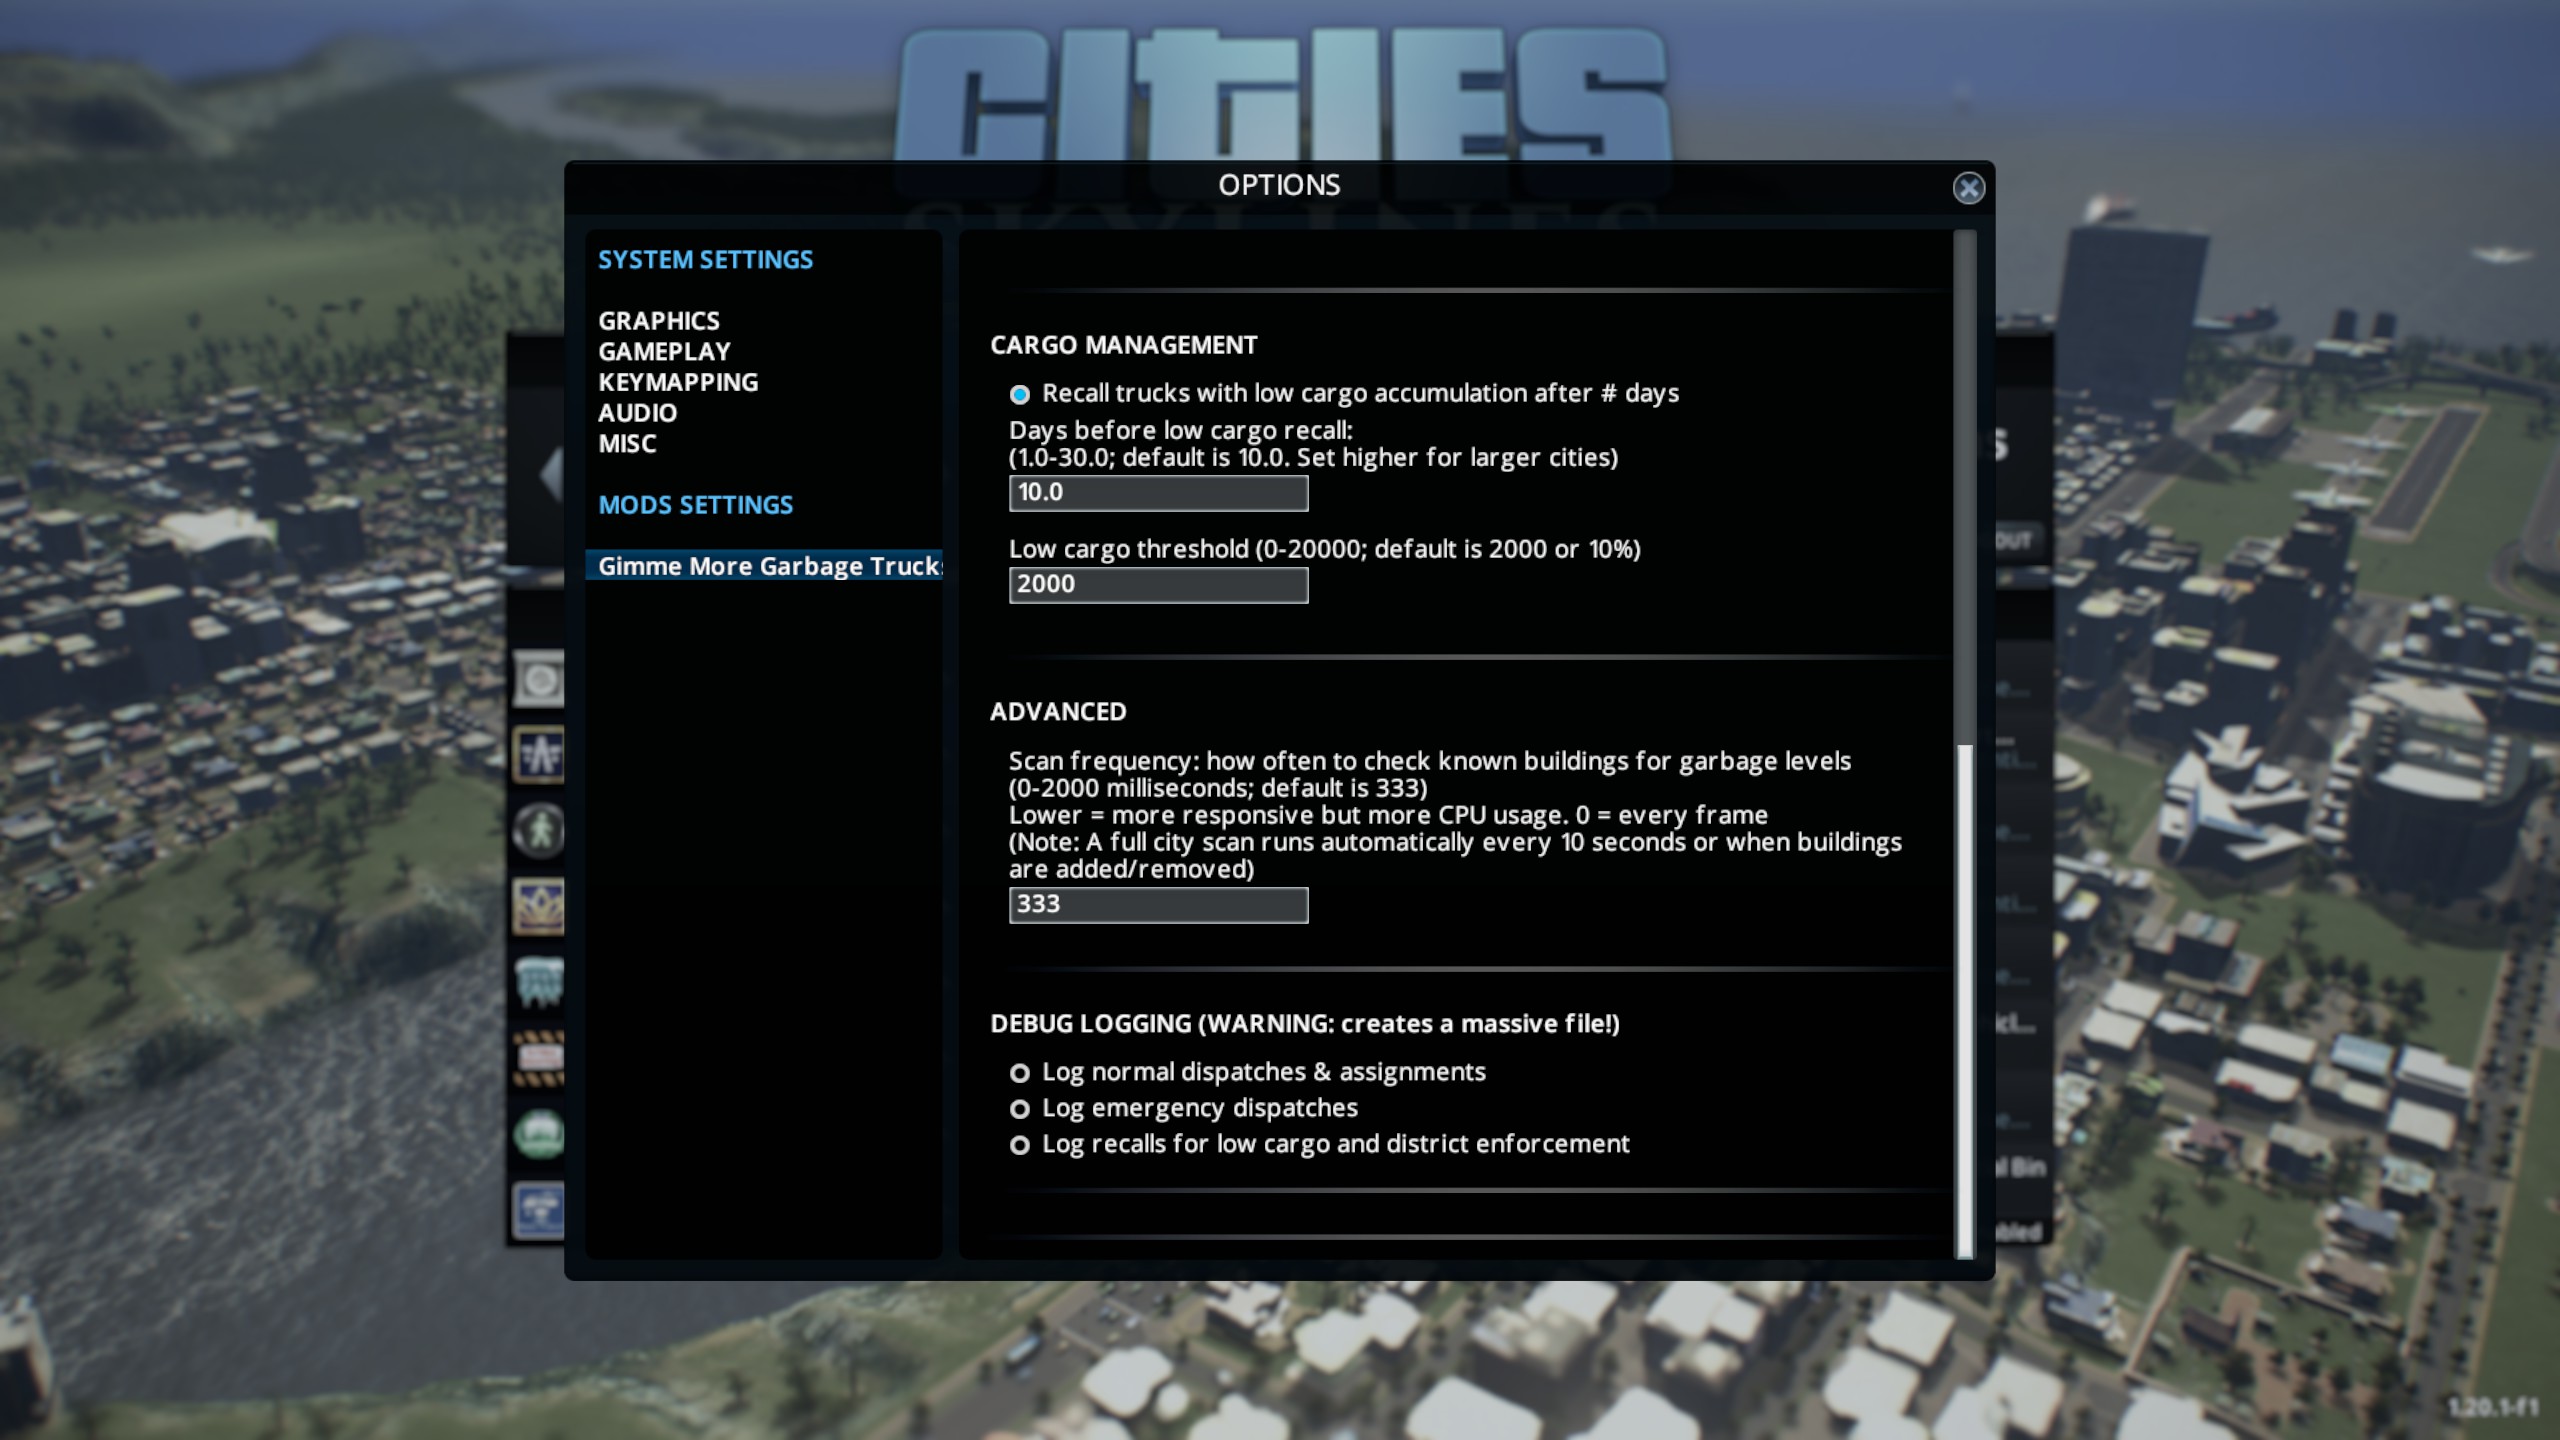 CITIES
SKYLINES
OPTIONS
SYSTEM SETTINGS
GRAPHICS
GAMEPLAY
KEYMAPPING
AUDIO
MISC
MODS SETTINGS
Gimme More Garbage Trucks
CARGO MANAGEMENT
Recall trucks with low cargo accumulation after # days
Days before low cargo recall:
(1.0-30.0; default is 10.0. Set higher for larger cities)
10.0
Low cargo threshold (0-20000; default is 2000 or 10%)
2000
ADVANCED
Scan frequency: how often to check known buildings for garbage levels
(0-2000 milliseconds; default is 333)
Lower = more responsive but more CPU usage. 0 = every frame
(Note: A full city scan runs automatically every 10 seconds or when buildings
are added/removed)
333
DEBUG LOGGING (WARNING: creates a massive file!)
Log normal dispatches & assignments
Log emergency dispatches
Log recalls for low cargo and district enforcement
S
OUT
Bin
bled
1.20.1-f1